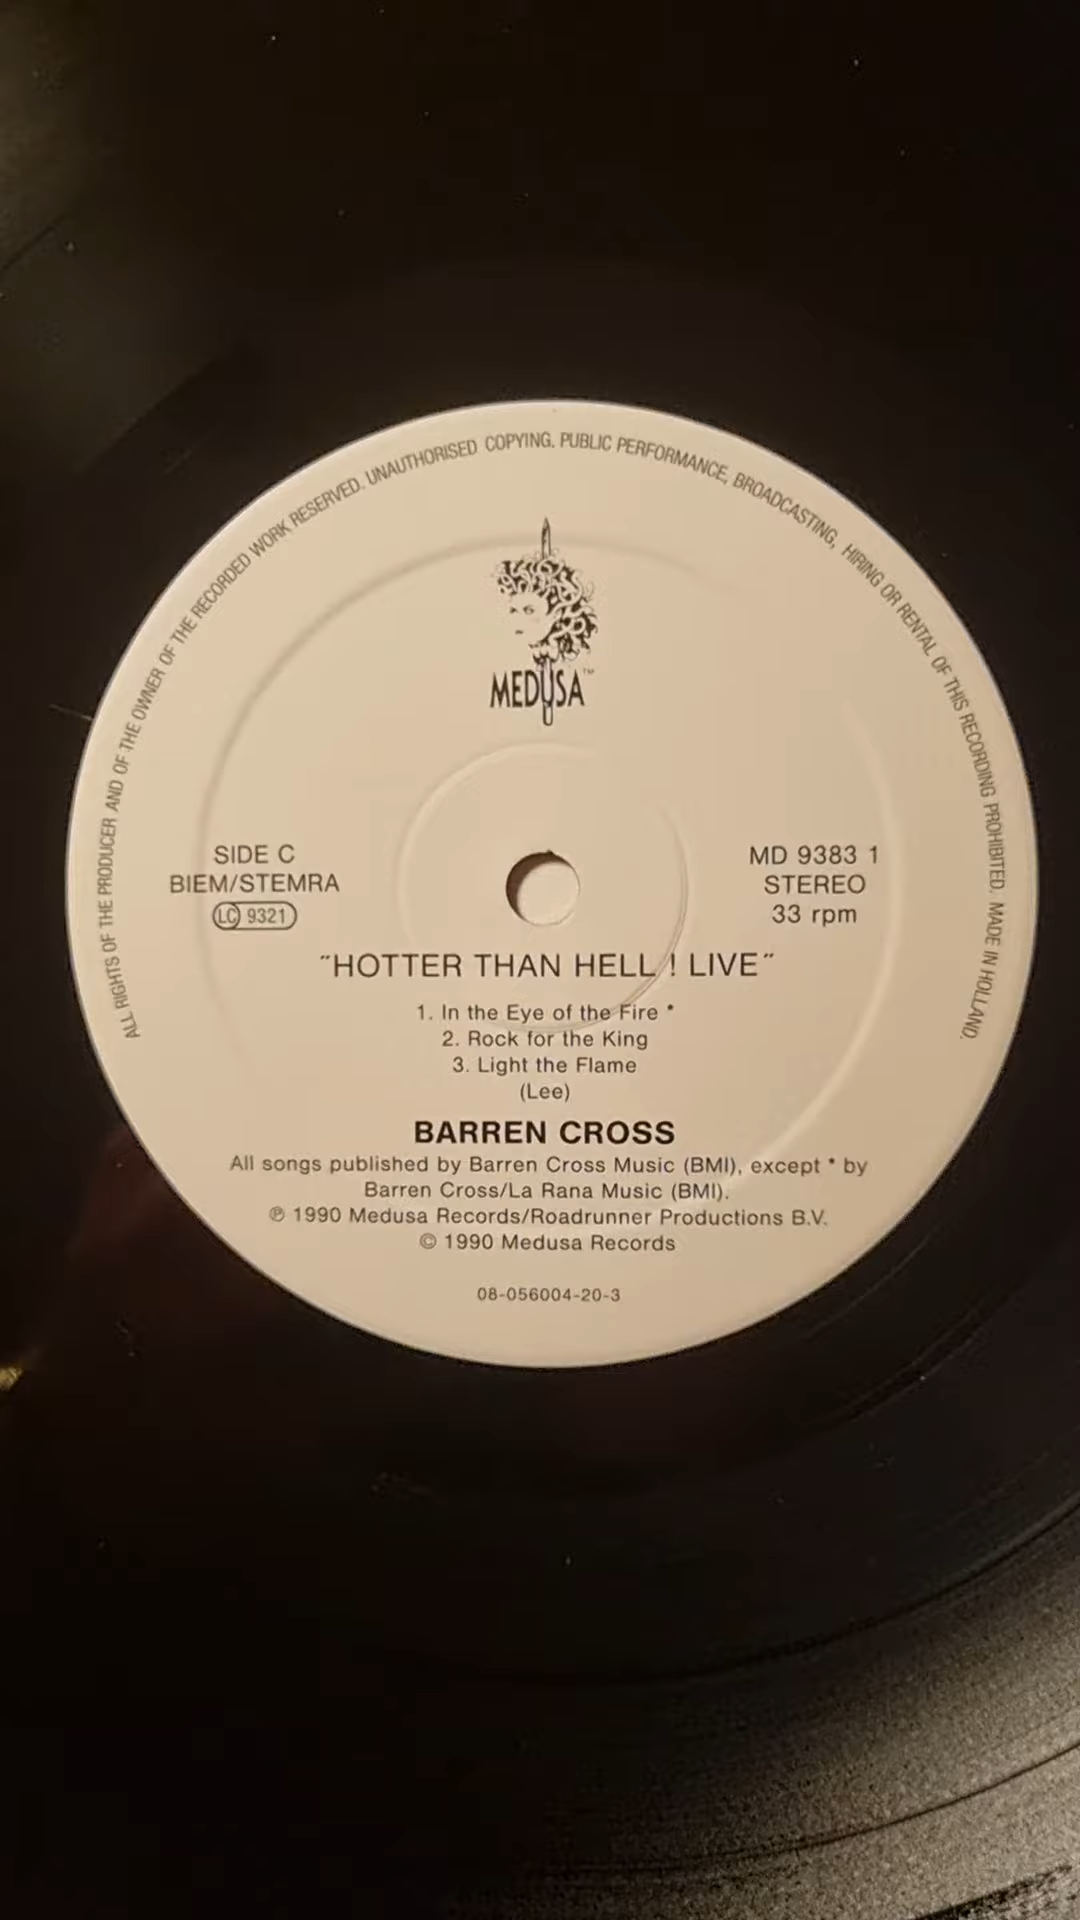 ALL RIGHTS OF THE PRODUCER AND OF THE OWNER OF THE RECORDED WORK RESERVED. UNAUTHORISED COPYING. PUBLIC PERFORMANCE, BROADCASTING, HIRING OR RENTAL OF THIS RECORDING PROHIBITED. MADE IN HOLLAND.
MEDUSA™
SIDE C
BIEM/STEMRA
LC 9321
MD 9383 1
STEREO
33 rpm
"HOTTER THAN HELL ! LIVE"
1. In the Eye of the Fire *
2. Rock for the King
3. Light the Flame
(Lee)
BARREN CROSS
All songs published by Barren Cross Music (BMI), except * by
Barren Cross/La Rana Music (BMI).
℗ 1990 Medusa Records/Roadrunner Productions B.V.
© 1990 Medusa Records
08-056004-20-3